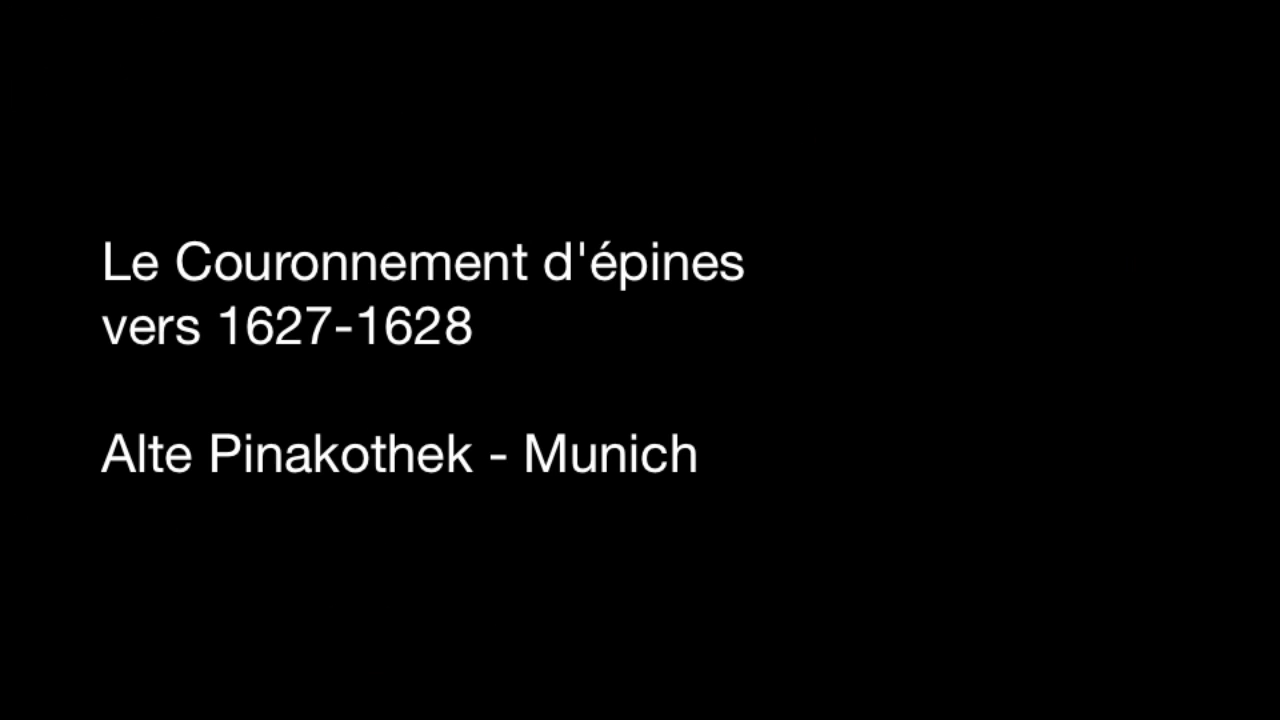 Le Couronnement d'épines
vers 1627-1628
Alte Pinakothek - Munich